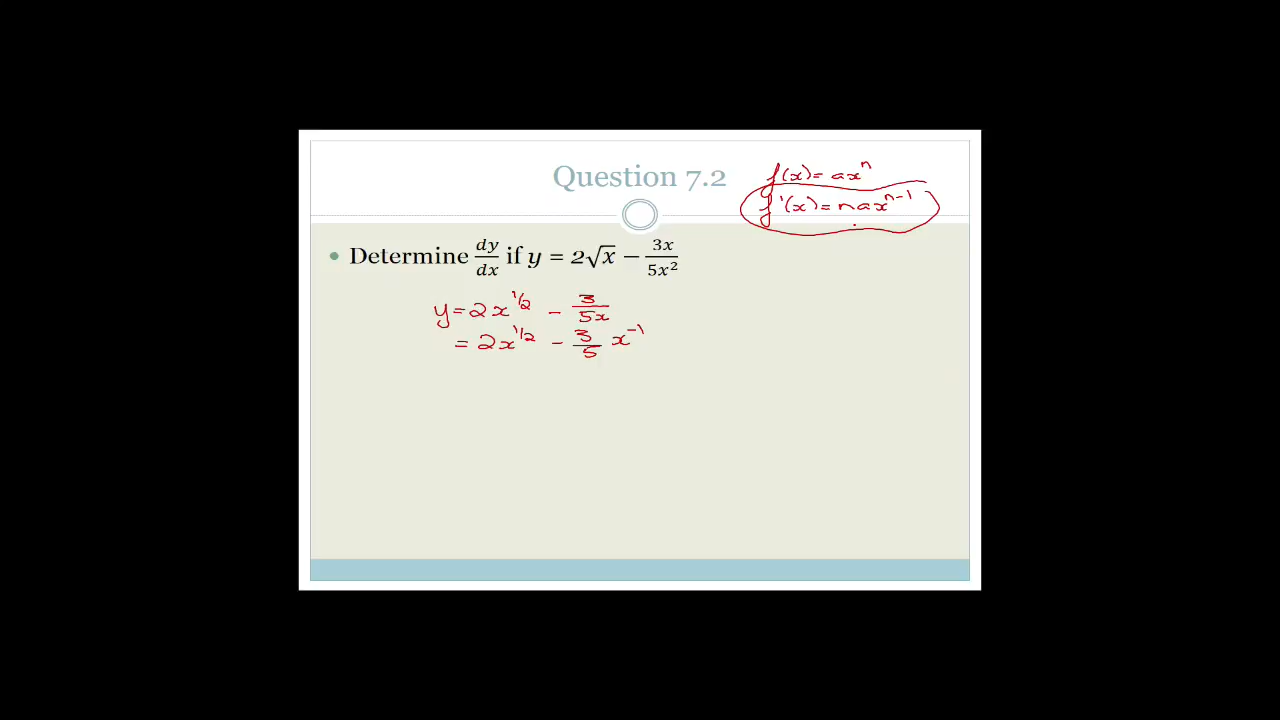 Question 7.2
f(x) = ax^n
f'(x) = nax^{n-1}
• Determine dy/dx if y = 2√x − 3x/5x²
y = 2x^{1/2} − 3/5x
= 2x^{1/2} − 3/5 x^{-1}